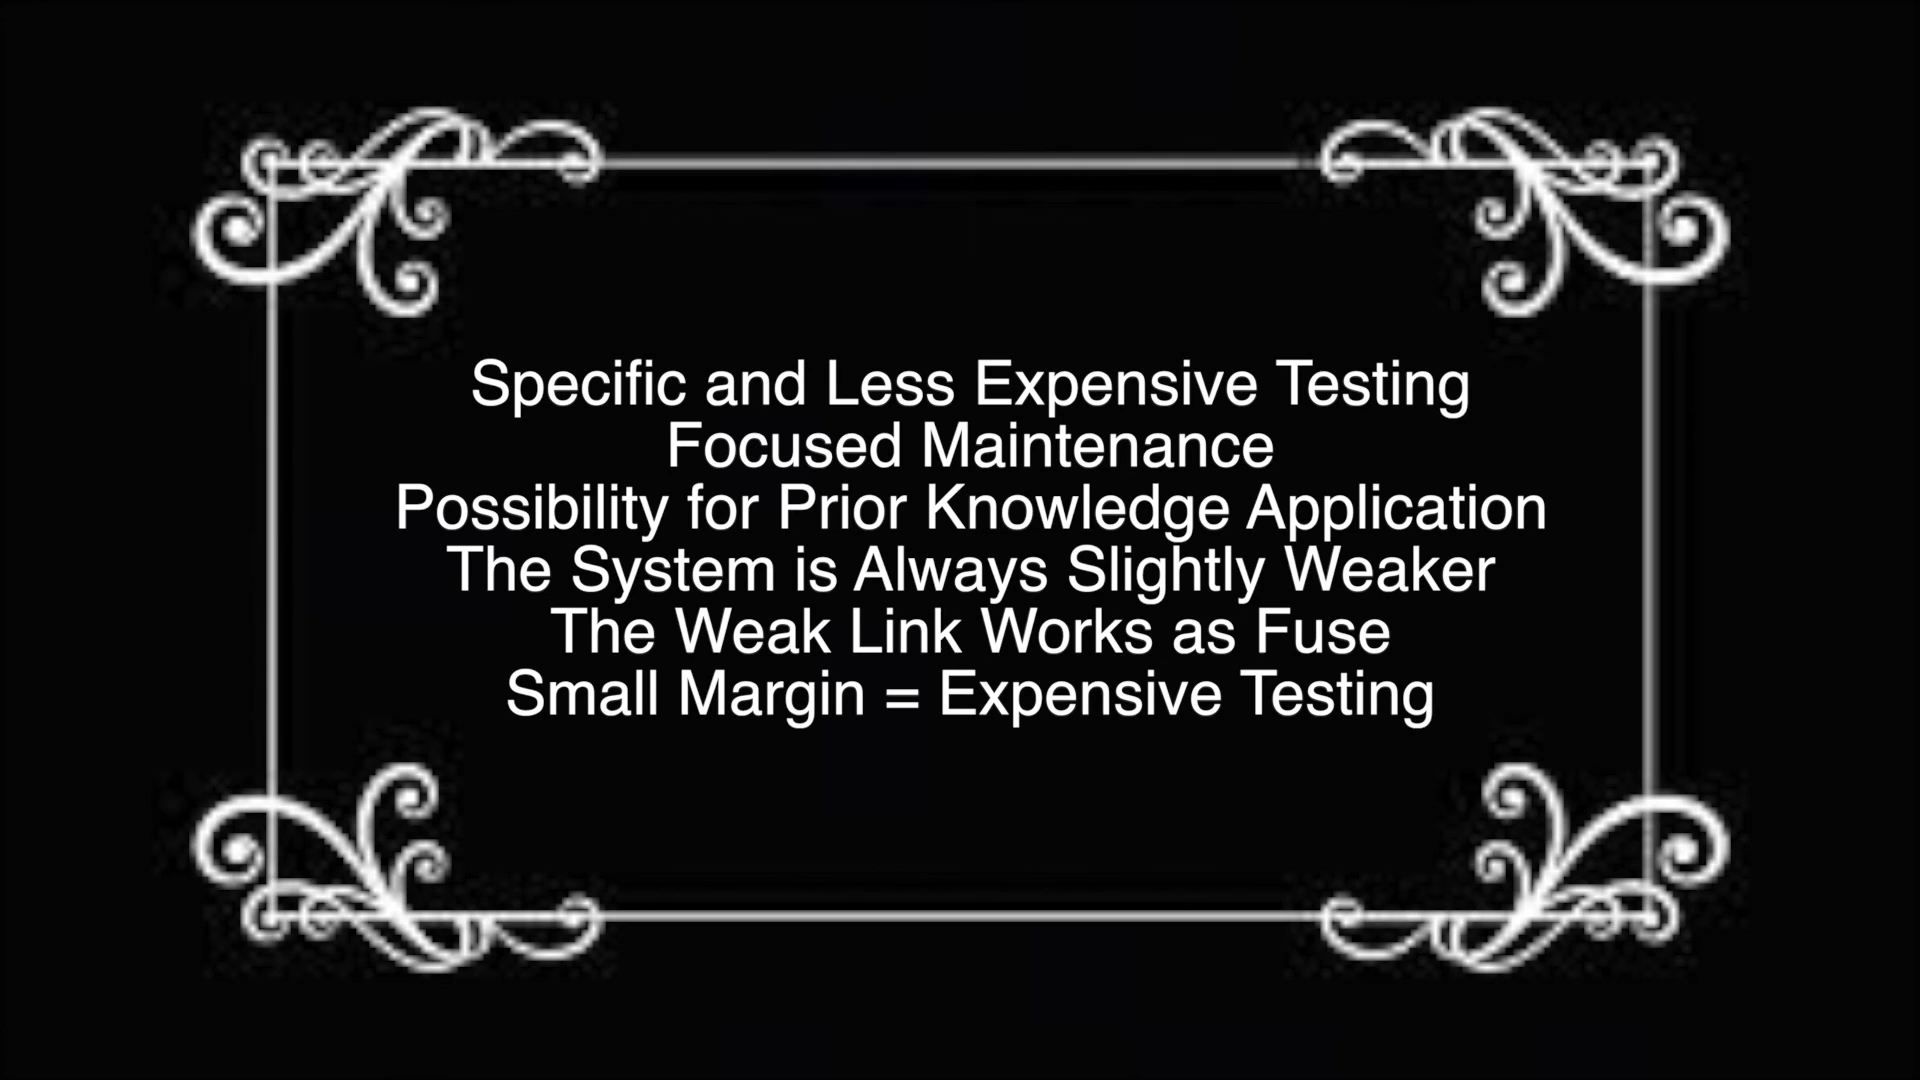 Specific and Less Expensive Testing
Focused Maintenance
Possibility for Prior Knowledge Application
The System is Always Slightly Weaker
The Weak Link Works as Fuse
Small Margin = Expensive Testing